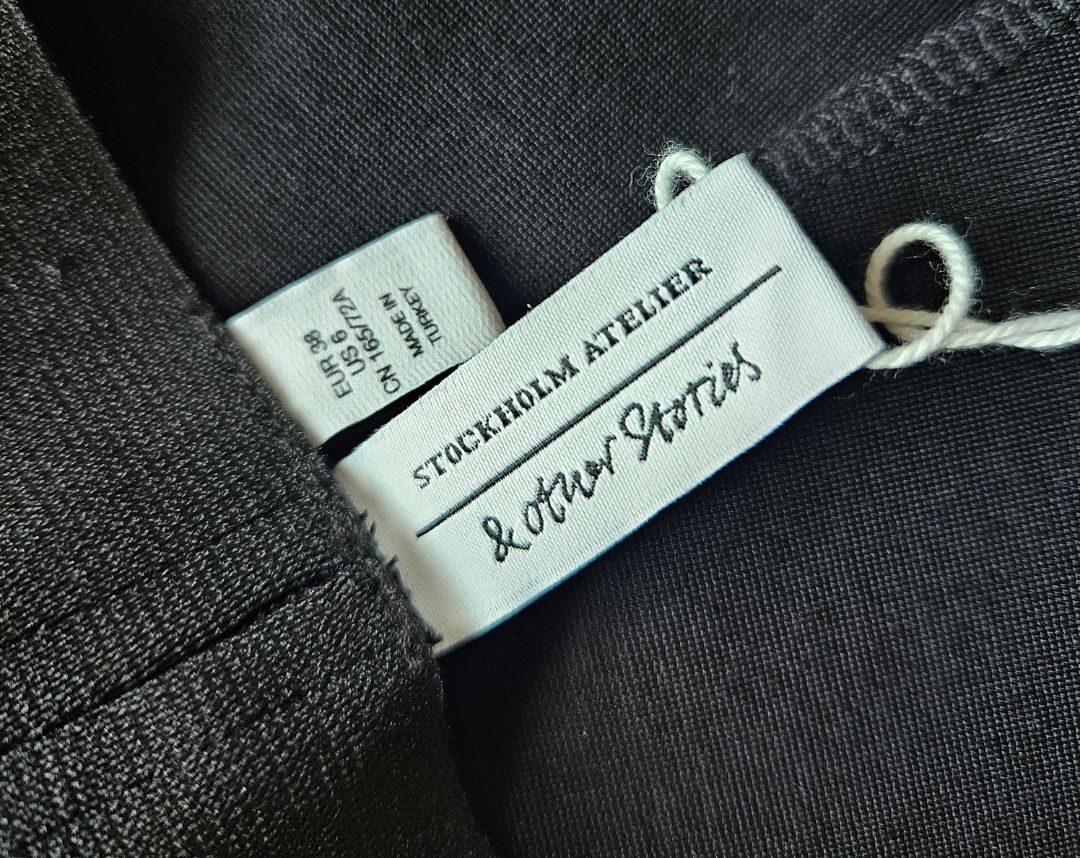 EUR 38
US 6
CN 165/72A
MADE IN
TURKEY
STOCKHOLM ATELIER
& other Stories